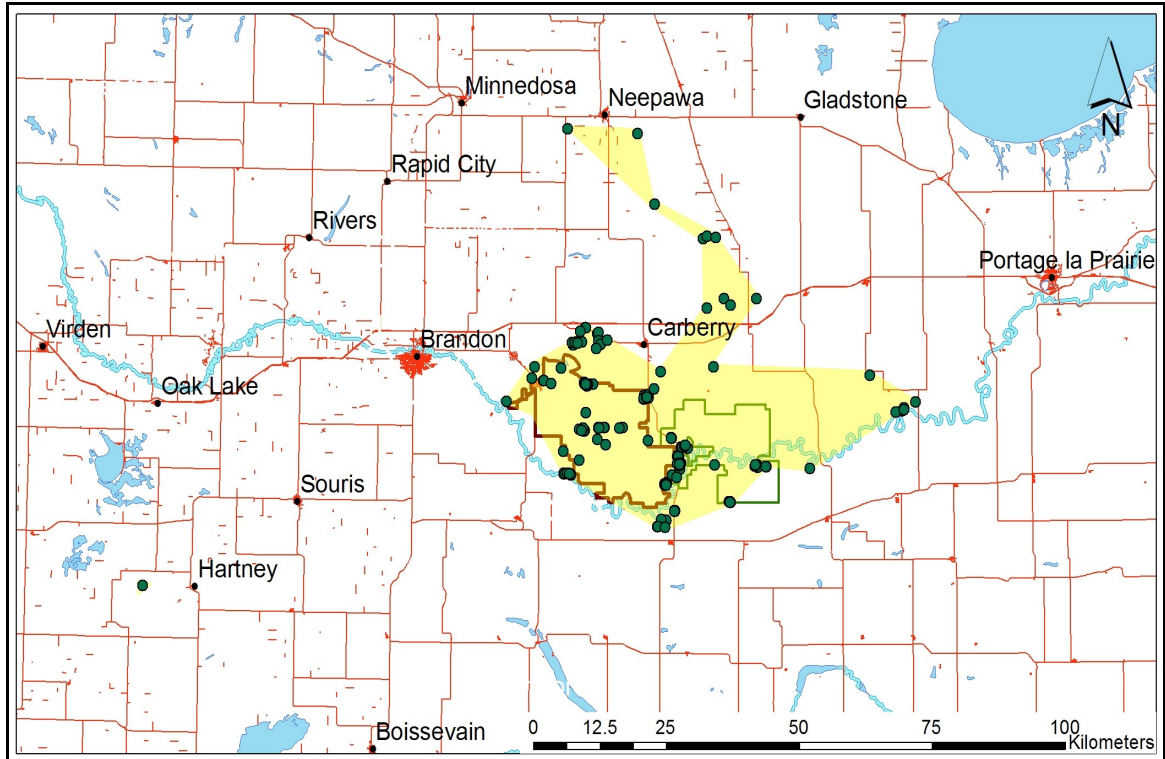 Minnedosa
Neepawa
Gladstone
N
Rapid City
Rivers
Portage la Prairie
Virden
Brandon
Carberry
Oak Lake
Souris
Hartney
Boissevain
0 12.5 25 50 75 100
Kilometers